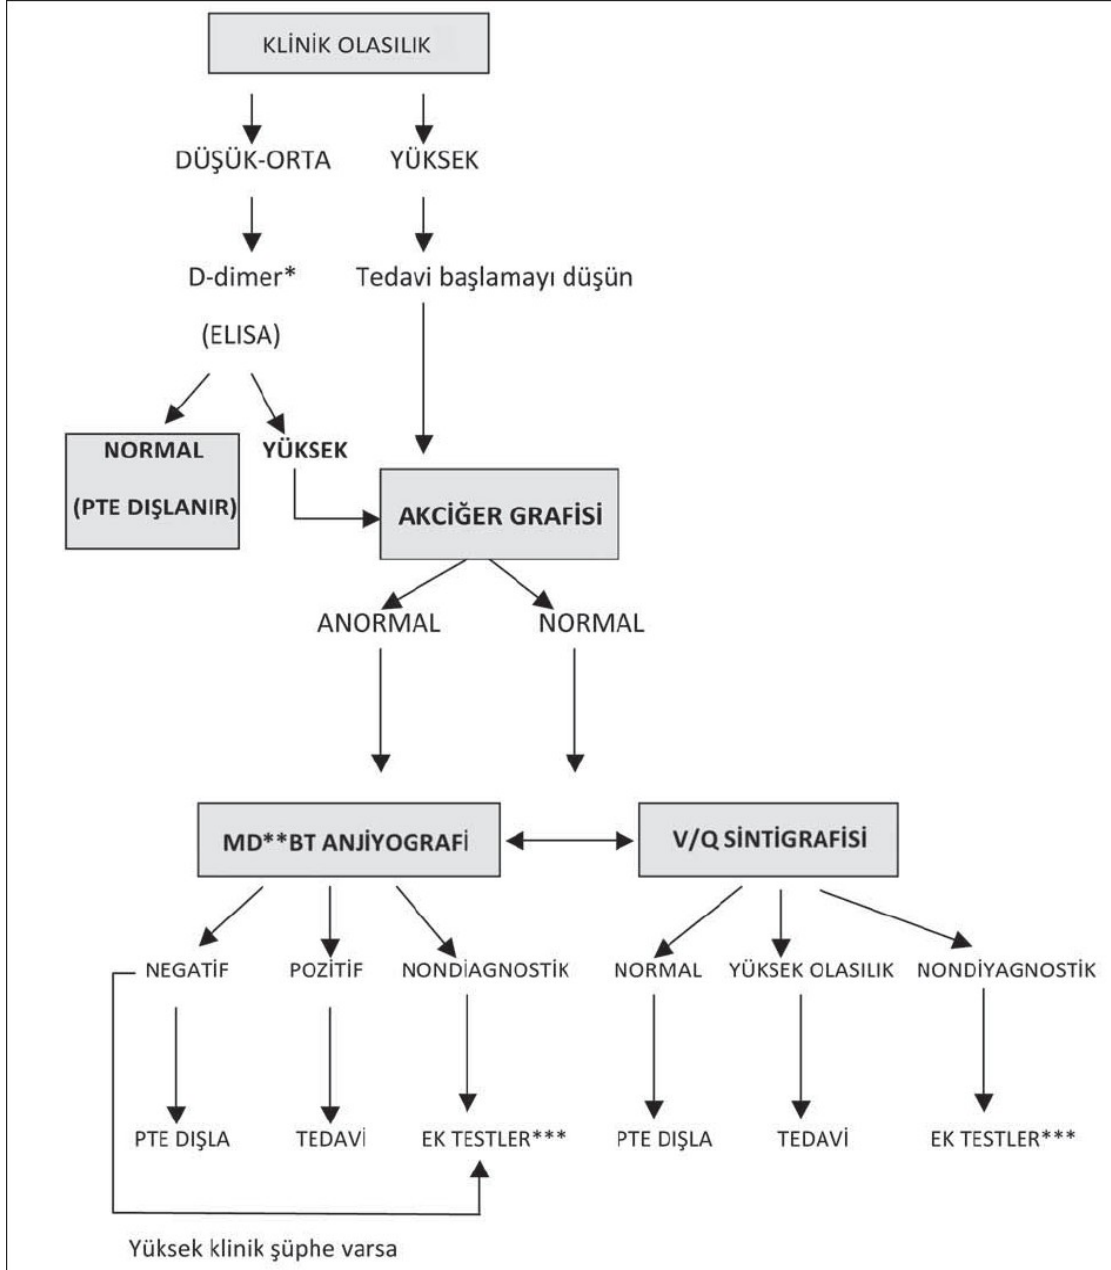 KLİNİK OLASILIK
DÜŞÜK-ORTA YÜKSEK
D-dimer* Tedavi başlamayı düşün
(ELISA)
NORMAL YÜKSEK
(PTE DIŞLANIR)
AKCİĞER GRAFİSİ
ANORMAL NORMAL
MD**BT ANJİYOGRAFİ V/Q SİNTİGRAFİSİ
NEGATİF POZİTİF NONDİAGNOSTİK NORMAL YÜKSEK OLASILIK NONDİYAGNOSTİK
PTE DIŞLA TEDAVİ EK TESTLER*** PTE DIŞLA TEDAVİ EK TESTLER***
Yüksek klinik şüphe varsa